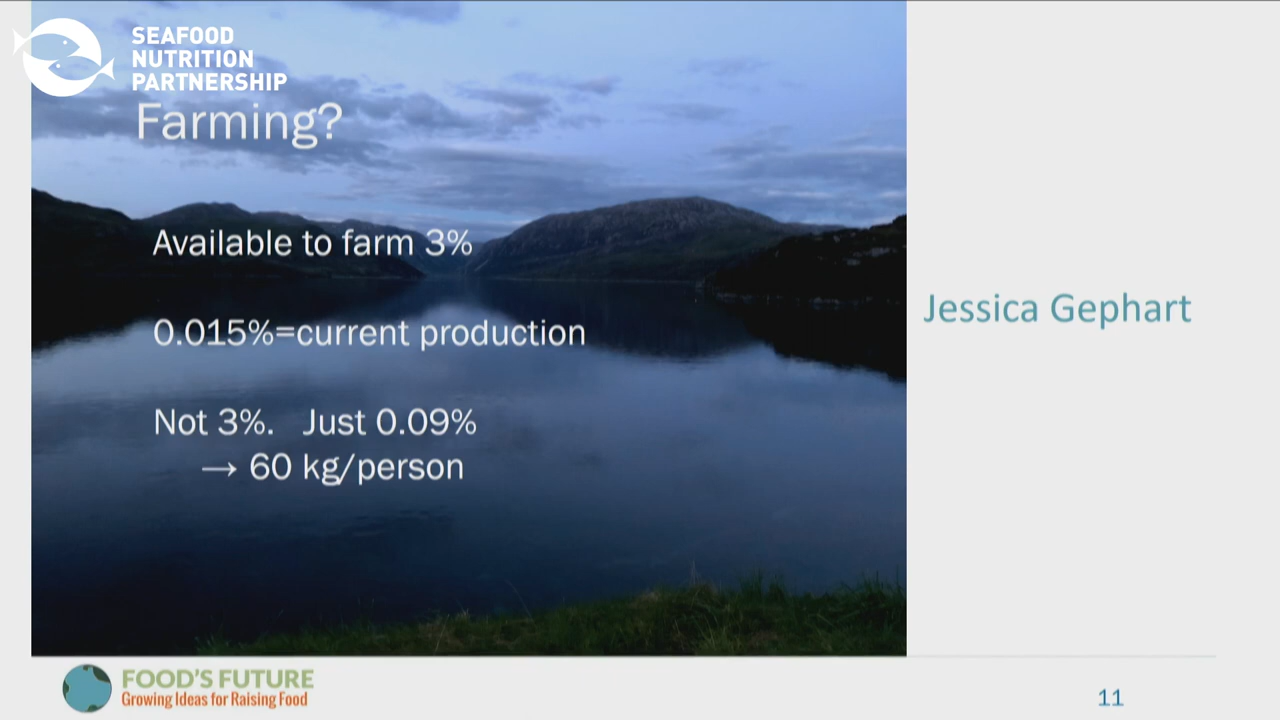 SEAFOOD
NUTRITION
PARTNERSHIP
Farming?
Available to farm 3%
0.015%=current production
Not 3%.   Just 0.09%
→ 60 kg/person
Jessica Gephart
FOOD'S FUTURE
Growing Ideas for Raising Food
11